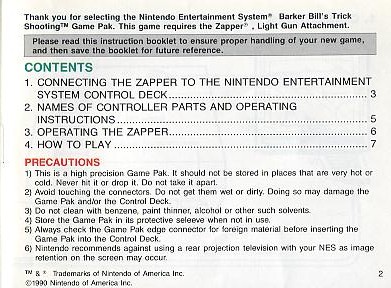 Thank you for selecting the Nintendo Entertainment System® Barker Bill's Trick
Shooting™ Game Pak. This game requires the Zapper®, Light Gun Attachment.
Please read this instruction booklet to ensure proper handling of your new game,
and then save the booklet for future reference.
CONTENTS
1. CONNECTING THE ZAPPER TO THE NINTENDO ENTERTAINMENT
SYSTEM CONTROL DECK.................................................... 3
2. NAMES OF CONTROLLER PARTS AND OPERATING
INSTRUCTIONS.................................................................. 5
3. OPERATING THE ZAPPER.................................................. 6
4. HOW TO PLAY................................................................... 7
PRECAUTIONS
1) This is a high precision Game Pak. It should not be stored in places that are very hot or
cold. Never hit it or drop it. Do not take it apart.
2) Avoid touching the connectors. Do not get them wet or dirty. Doing so may damage the
Game Pak and/or the Control Deck.
3) Do not clean with benzene, paint thinner, alcohol or other such solvents.
4) Store the Game Pak in its protective seleeve when not in use.
5) Always check the Game Pak edge connector for foreign material before inserting the
Game Pak into the Control Deck.
6) Nintendo recommends against using a rear projection television with your NES as image
retention on the screen may occur.
TM & ® Trademarks of Nintendo of America Inc.
©1990 Nintendo of America Inc.
2